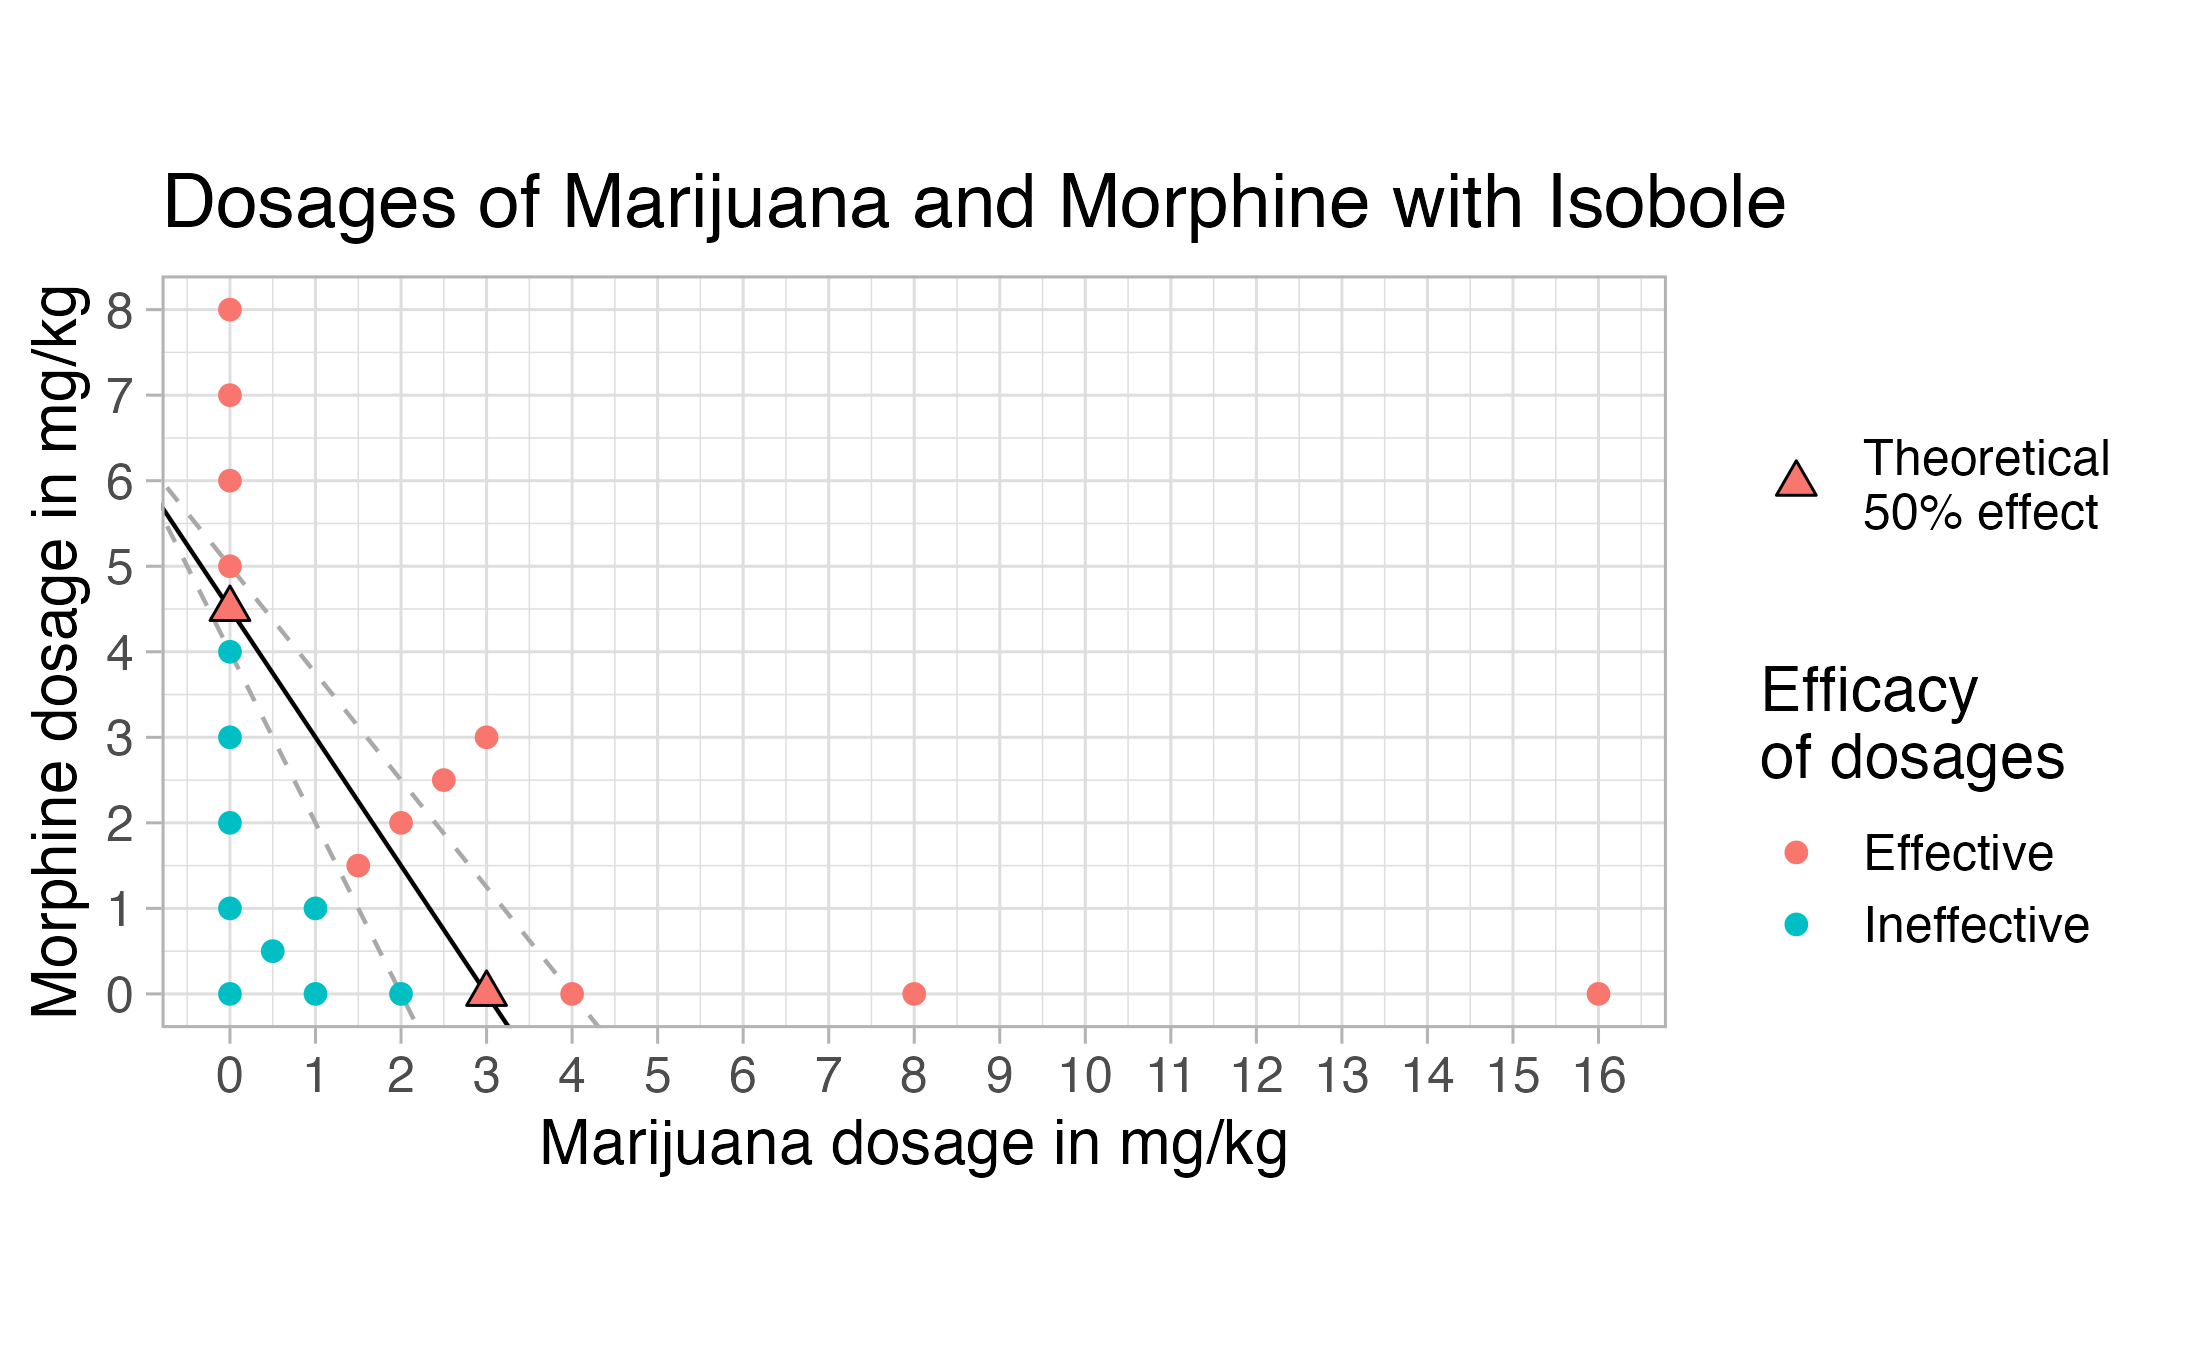 Dosages of Marijuana and Morphine with Isobole
Morphine dosage in mg/kg
8
7
6
5
4
3
2
1
0
0 1 2 3 4 5 6 7 8 9 10 11 12 13 14 15 16
Marijuana dosage in mg/kg
Theoretical
50% effect
Efficacy
of dosages
Effective
Ineffective